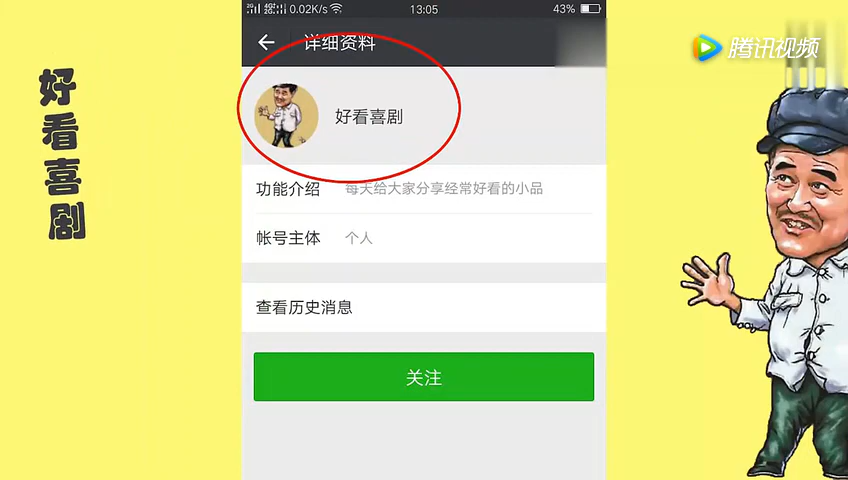 0.02K/s
13:05
43%
详细资料
腾讯视频
好看喜剧
好看喜剧
功能介绍 每天给大家分享经常好看的小品
帐号主体 个人
查看历史消息
关注